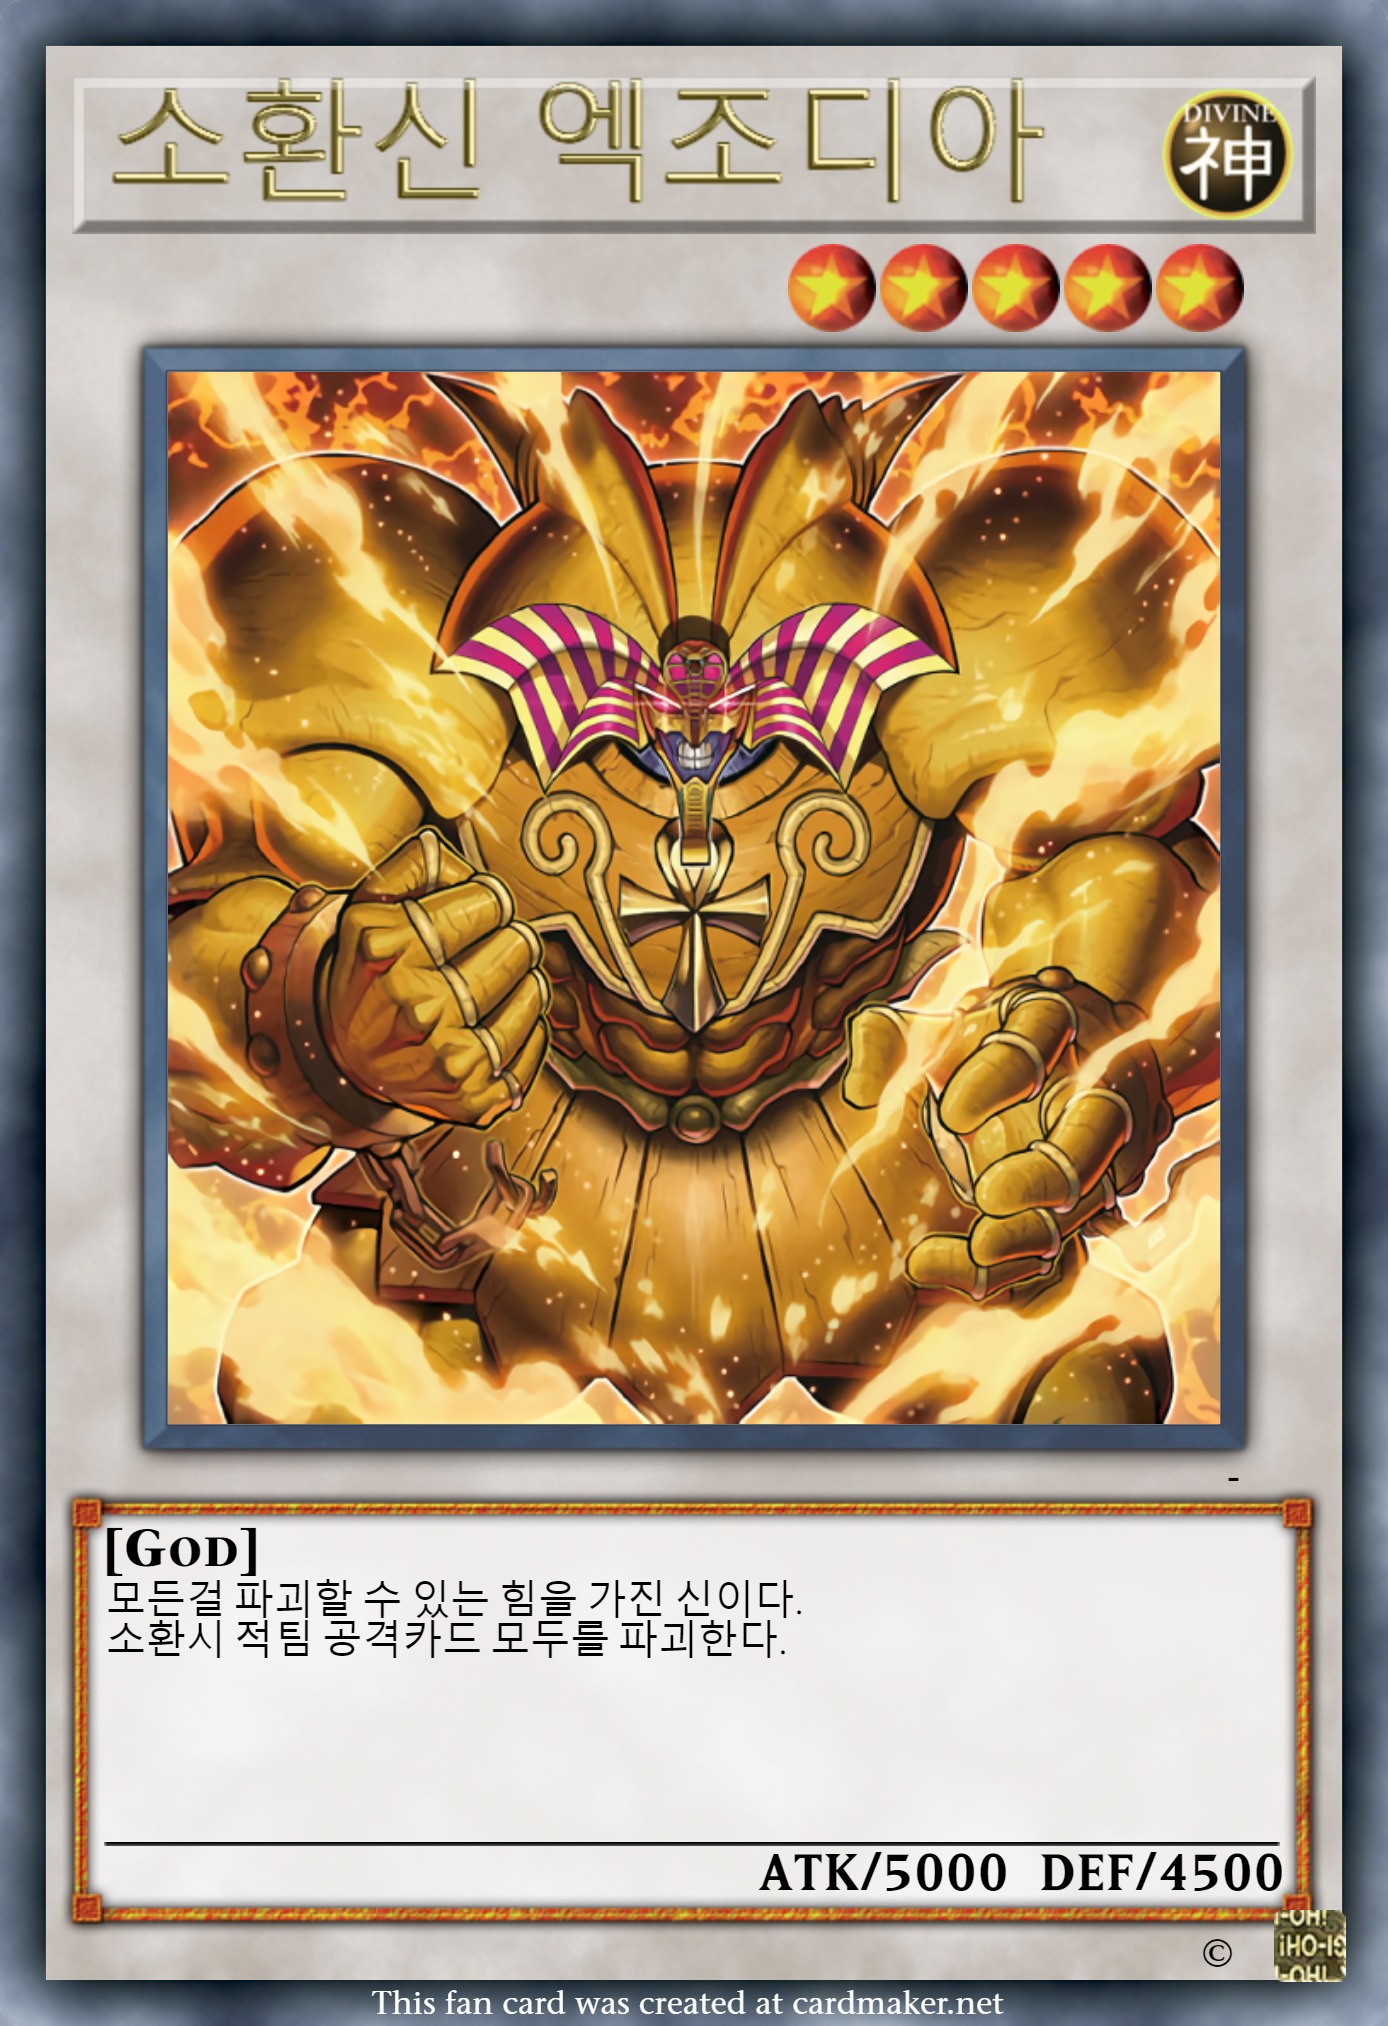 소환신 엑조디아
DIVINE
神
-
[GOD]
모든걸 파괴할 수 있는 힘을 가진 신이다.
소환시 적팀 공격카드 모두를 파괴한다.
ATK/5000 DEF/4500
©
This fan card was created at cardmaker.net